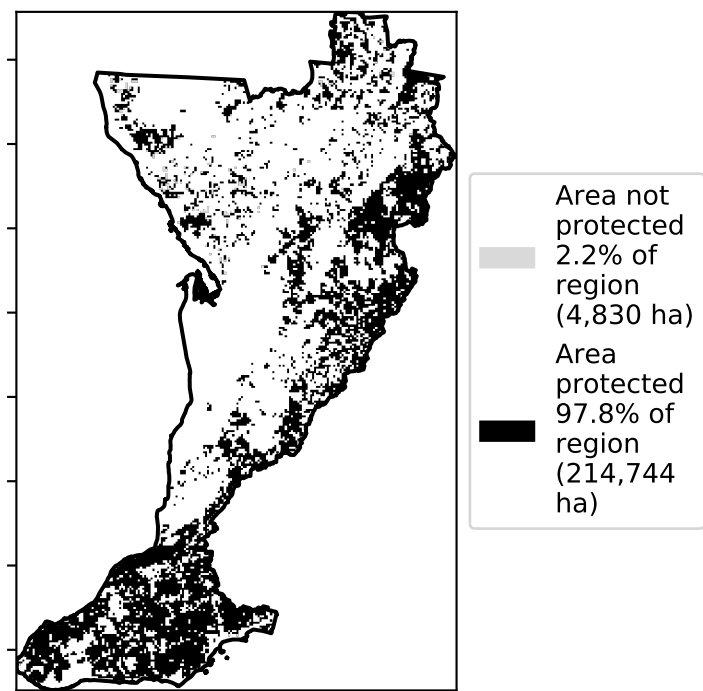 Area not
protected
2.2% of
region
(4,830 ha)
Area
protected
97.8% of
region
(214,744
ha)